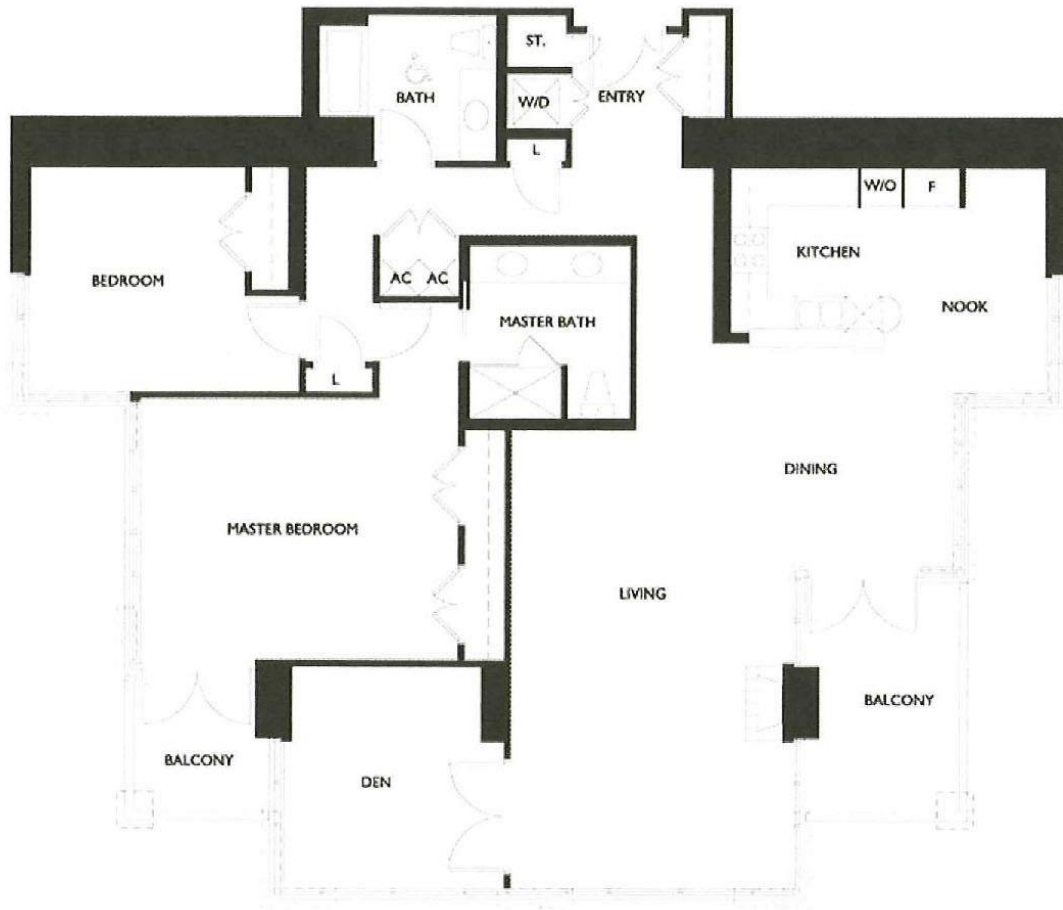 ST.
BATH
W/D
ENTRY
L
W/O
F
KITCHEN
BEDROOM
AC
AC
NOOK
MASTER BATH
L
DINING
MASTER BEDROOM
LIVING
BALCONY
BALCONY
DEN